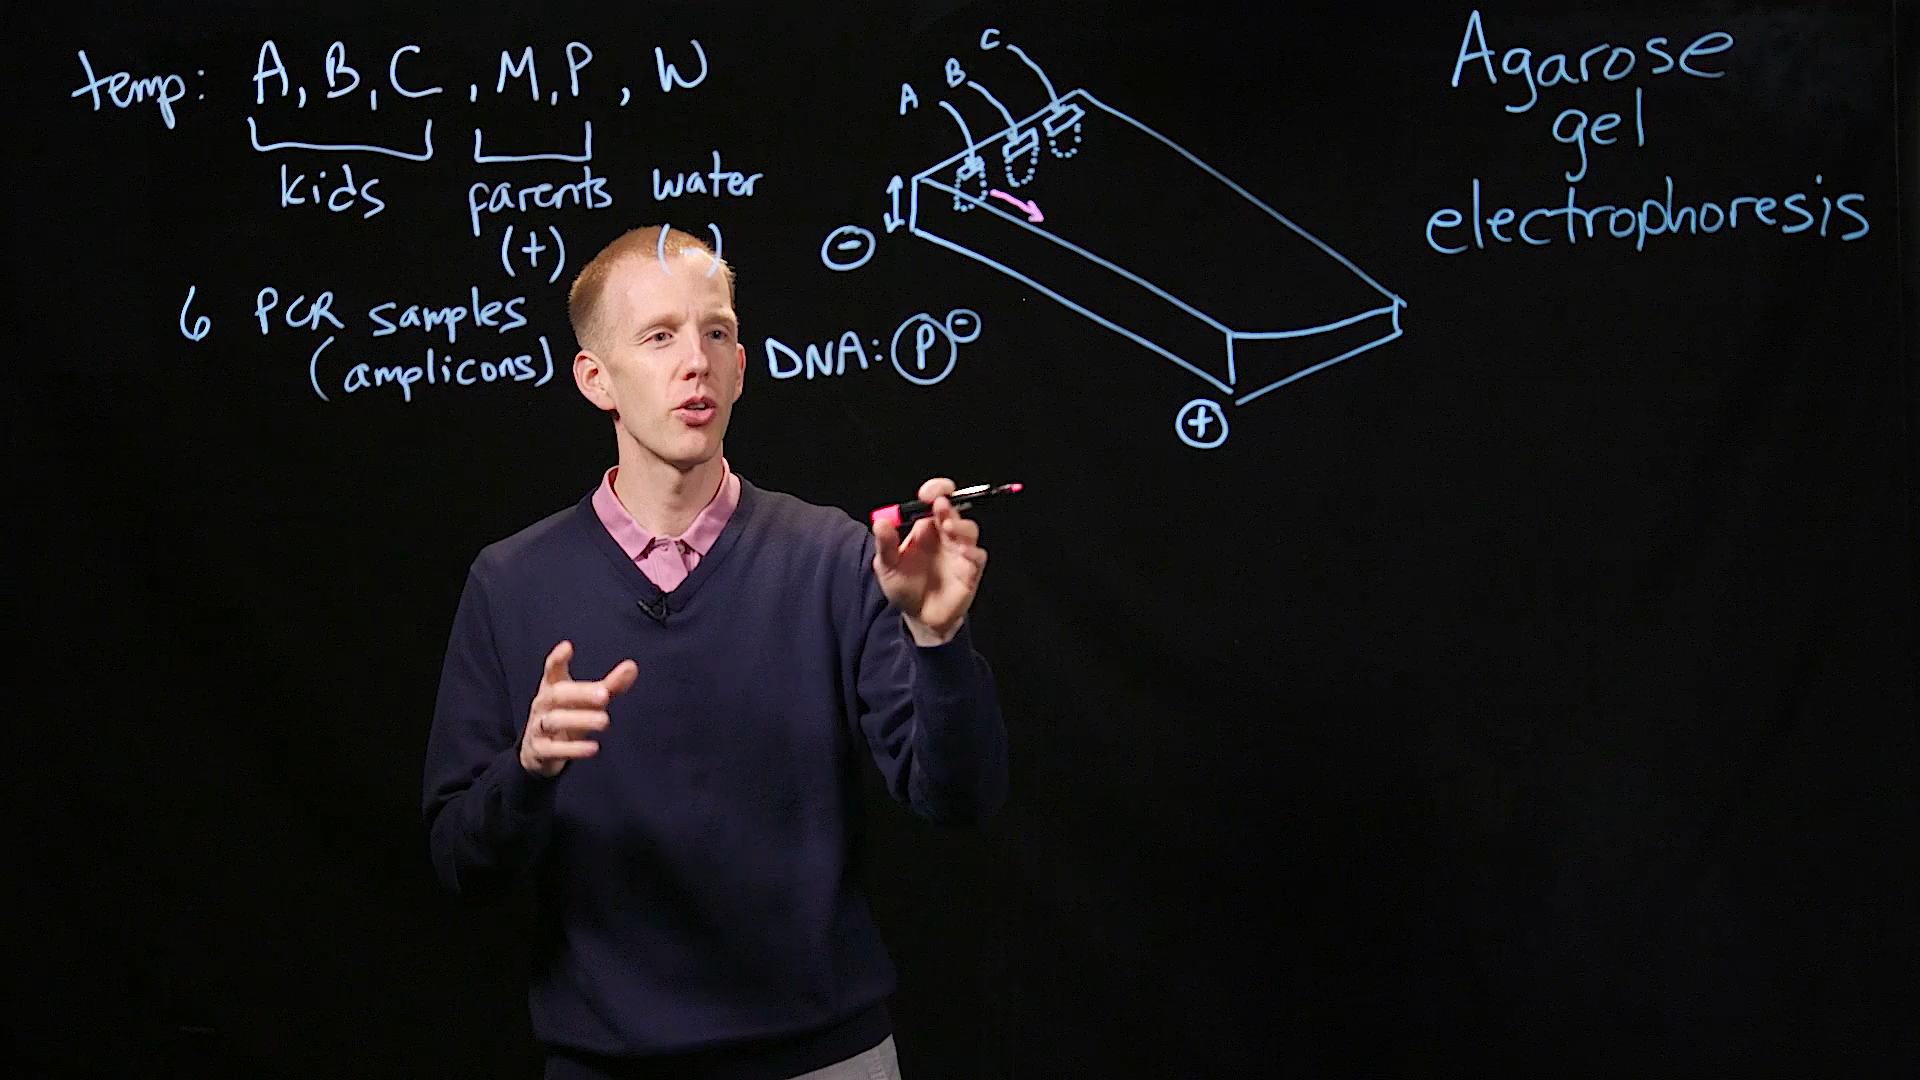 temp: A, B, C, M, P, W
kids parents water
(+) (-)
6 PCR samples
(amplicons)
A B C
-
DNA: P -
+
Agarose
gel
electrophoresis